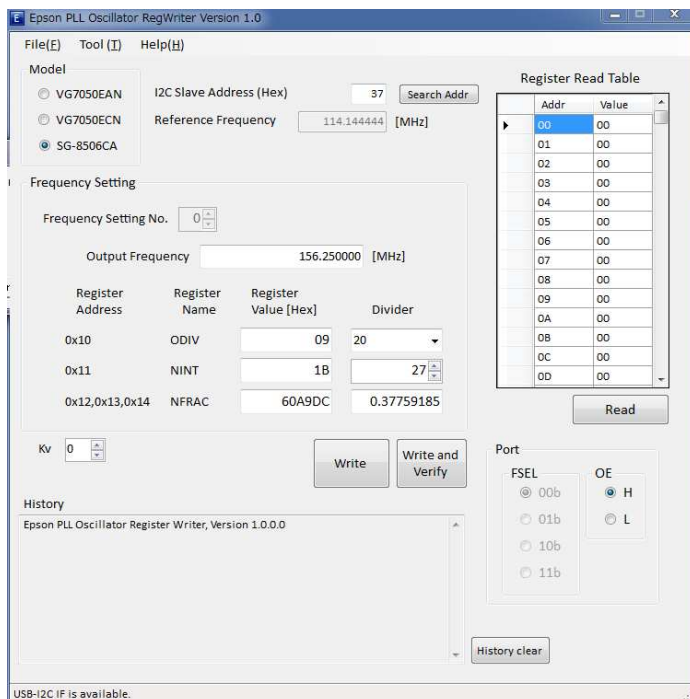 E Epson PLL Oscillator RegWriter Version 1.0
File(F) Tool (T) Help(H)
Model
VG7050EAN
VG7050ECN
SG-8506CA
I2C Slave Address (Hex) 37 Search Addr
Reference Frequency 114.144444 [MHz]
Frequency Setting
Frequency Setting No. 0
Output Frequency 156.250000 [MHz]
Register Address Register Name Register Value [Hex] Divider
0x10 ODIV 09 20
0x11 NINT 1B 27
0x12,0x13,0x14 NFRAC 60A9DC 0.37759185
Kv 0
Write
Write and Verify
Register Read Table
Addr Value
00 00
01 00
02 00
03 00
04 00
05 00
06 00
07 00
08 00
09 00
0A 00
0B 00
0C 00
0D 00
Read
Port
FSEL
00b
01b
10b
11b
OE
H
L
History
Epson PLL Oscillator Register Writer, Version 1.0.0.0
History clear
USB-I2C IF is available.